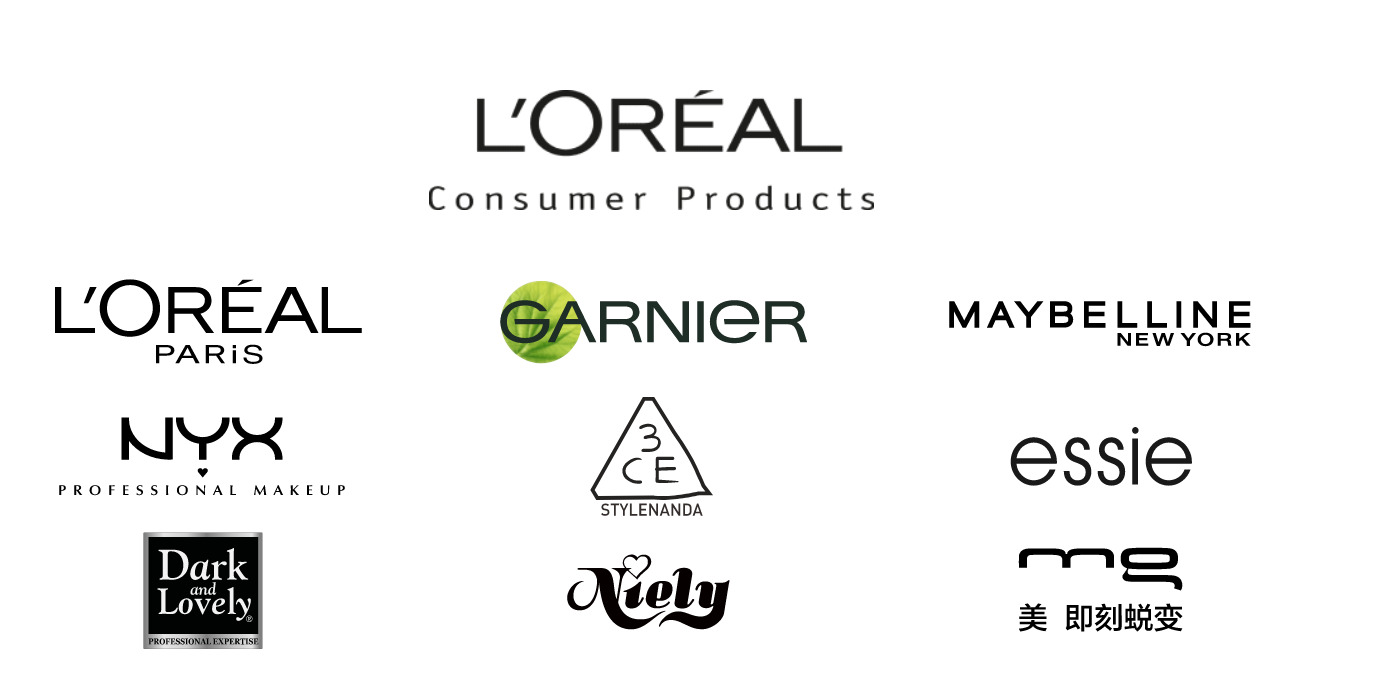 L'ORÉAL
Consumer Products
L'ORÉAL
PARiS
GARNIER
MAYBELLINE
NEW YORK
NYX
PROFESSIONAL MAKEUP
3
CE
STYLENANDA
essie
Dark
and
Lovely®
PROFESSIONAL EXPERTISE
Niely
mg
美 即刻蜕变